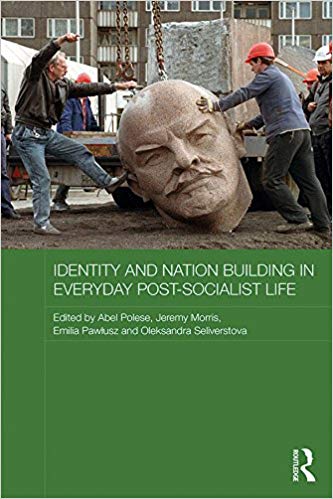 IDENTITY AND NATION BUILDING IN
EVERYDAY POST-SOCIALIST LIFE
Edited by Abel Polese, Jeremy Morris,
Emilia Pawłusz and Oleksandra Seliverstova
ROUTLEDGE